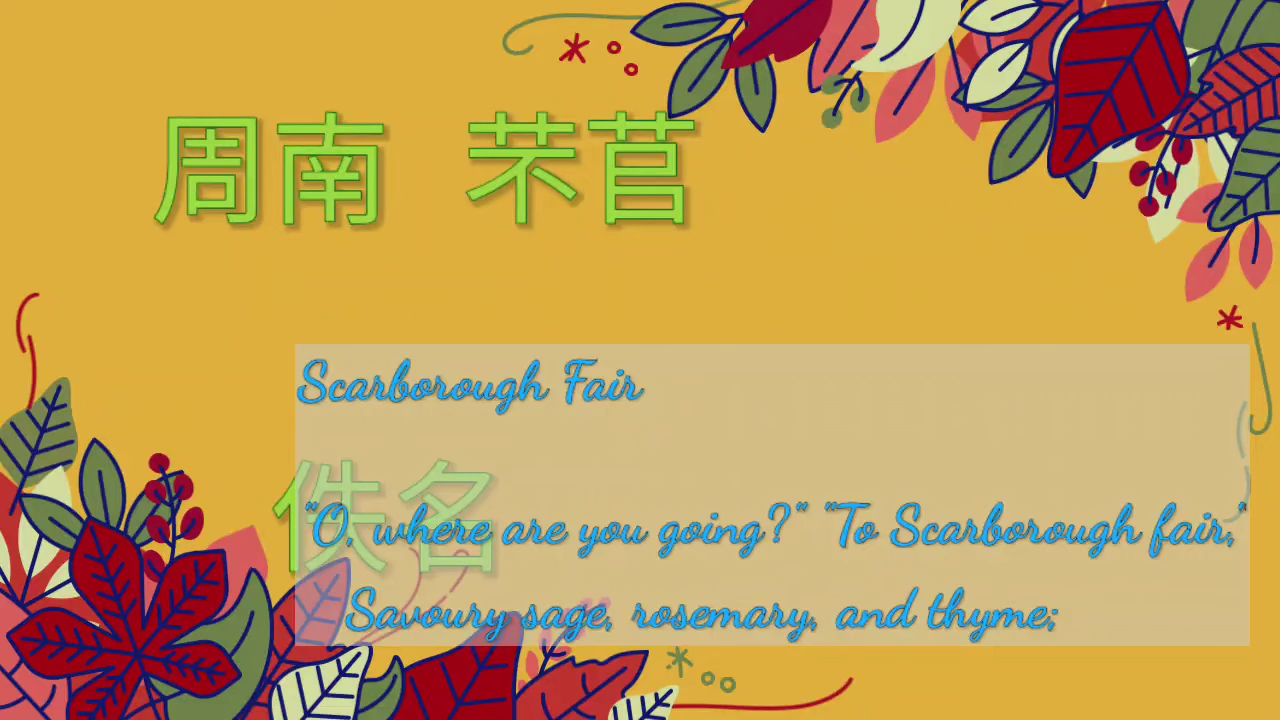 周南 芣苢
Scarborough Fair
佚名
"O, where are you going?" "To Scarborough fair,"
Savoury sage, rosemary, and thyme;